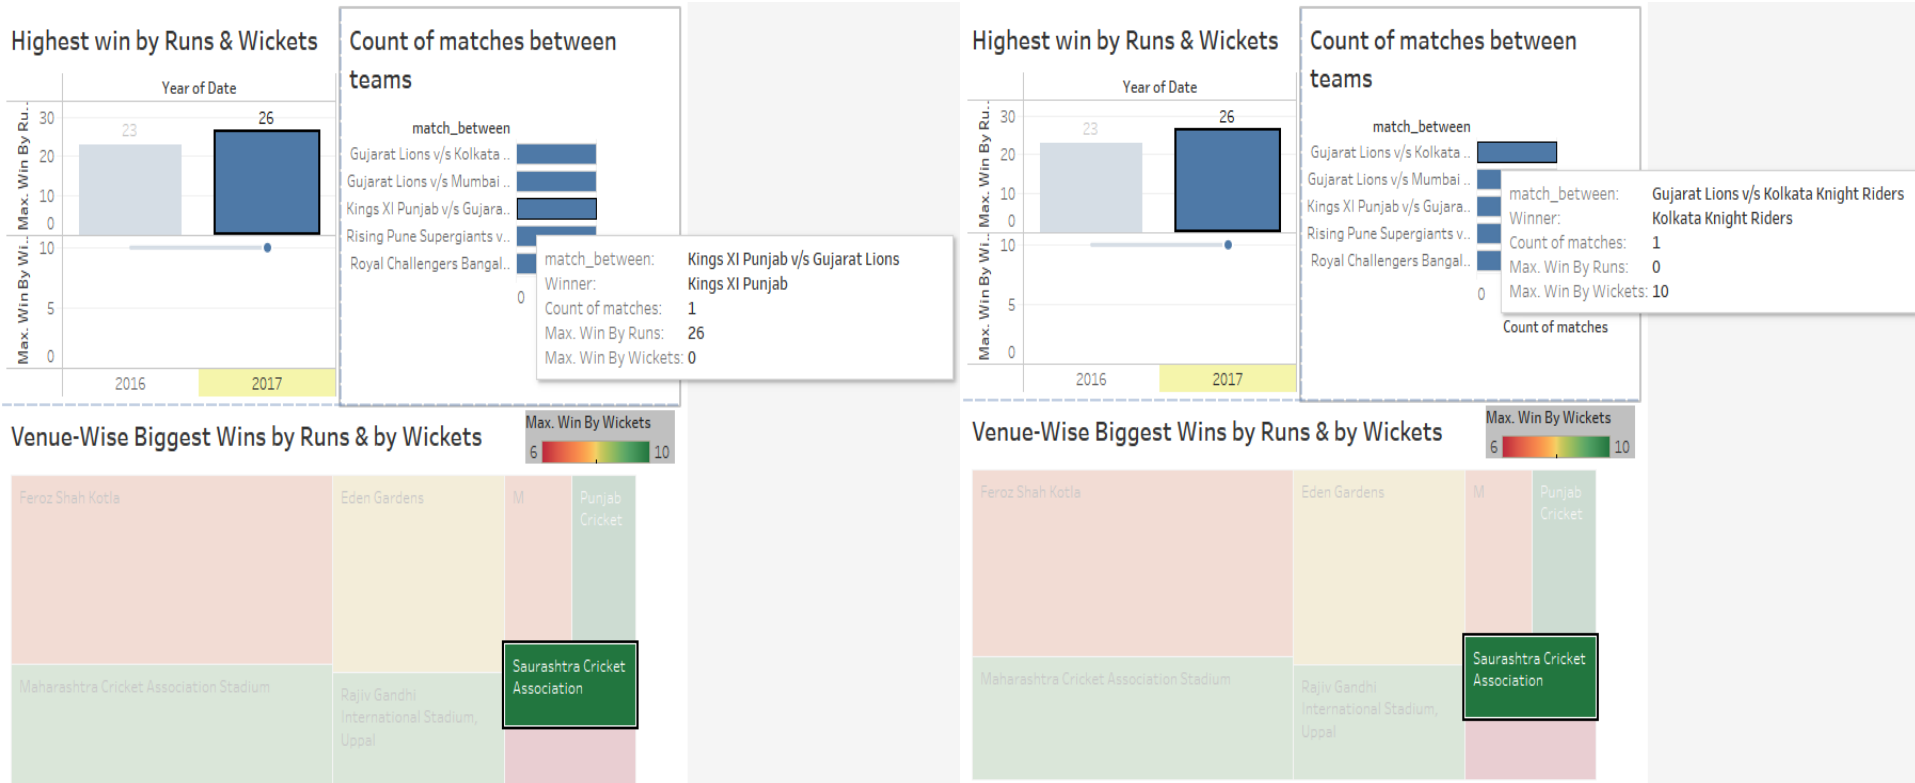 Highest win by Runs & Wickets
Year of Date
Max. Win By Ru..
30
20
10
0
23
26
Max. Win By Wi..
10
5
0
2016
2017
Count of matches between
teams
match_between
Gujarat Lions v/s Kolkata ..
Gujarat Lions v/s Mumbai ..
Kings XI Punjab v/s Gujara..
Rising Pune Supergiants v..
Royal Challengers Bangal..
0
match_between: Kings XI Punjab v/s Gujarat Lions
Winner: Kings XI Punjab
Count of matches: 1
Max. Win By Runs: 26
Max. Win By Wickets: 0
Venue-Wise Biggest Wins by Runs & by Wickets
Max. Win By Wickets
6 10
Feroz Shah Kotla
Eden Gardens
M
Punjab
Cricket
Saurashtra Cricket
Association
Maharashtra Cricket Association Stadium
Rajiv Gandhi
International Stadium,
Uppal
Highest win by Runs & Wickets
Year of Date
Max. Win By Ru..
30
20
10
0
23
26
Max. Win By Wi..
10
5
0
2016
2017
Count of matches between
teams
match_between
Gujarat Lions v/s Kolkata ..
Gujarat Lions v/s Mumbai ..
Kings XI Punjab v/s Gujara..
Rising Pune Supergiants v..
Royal Challengers Bangal..
0
Count of matches
match_between: Gujarat Lions v/s Kolkata Knight Riders
Winner: Kolkata Knight Riders
Count of matches: 1
Max. Win By Runs: 0
Max. Win By Wickets: 10
Venue-Wise Biggest Wins by Runs & by Wickets
Max. Win By Wickets
6 10
Feroz Shah Kotla
Eden Gardens
M
Punjab
Cricket
Saurashtra Cricket
Association
Maharashtra Cricket Association Stadium
Rajiv Gandhi
International Stadium,
Uppal